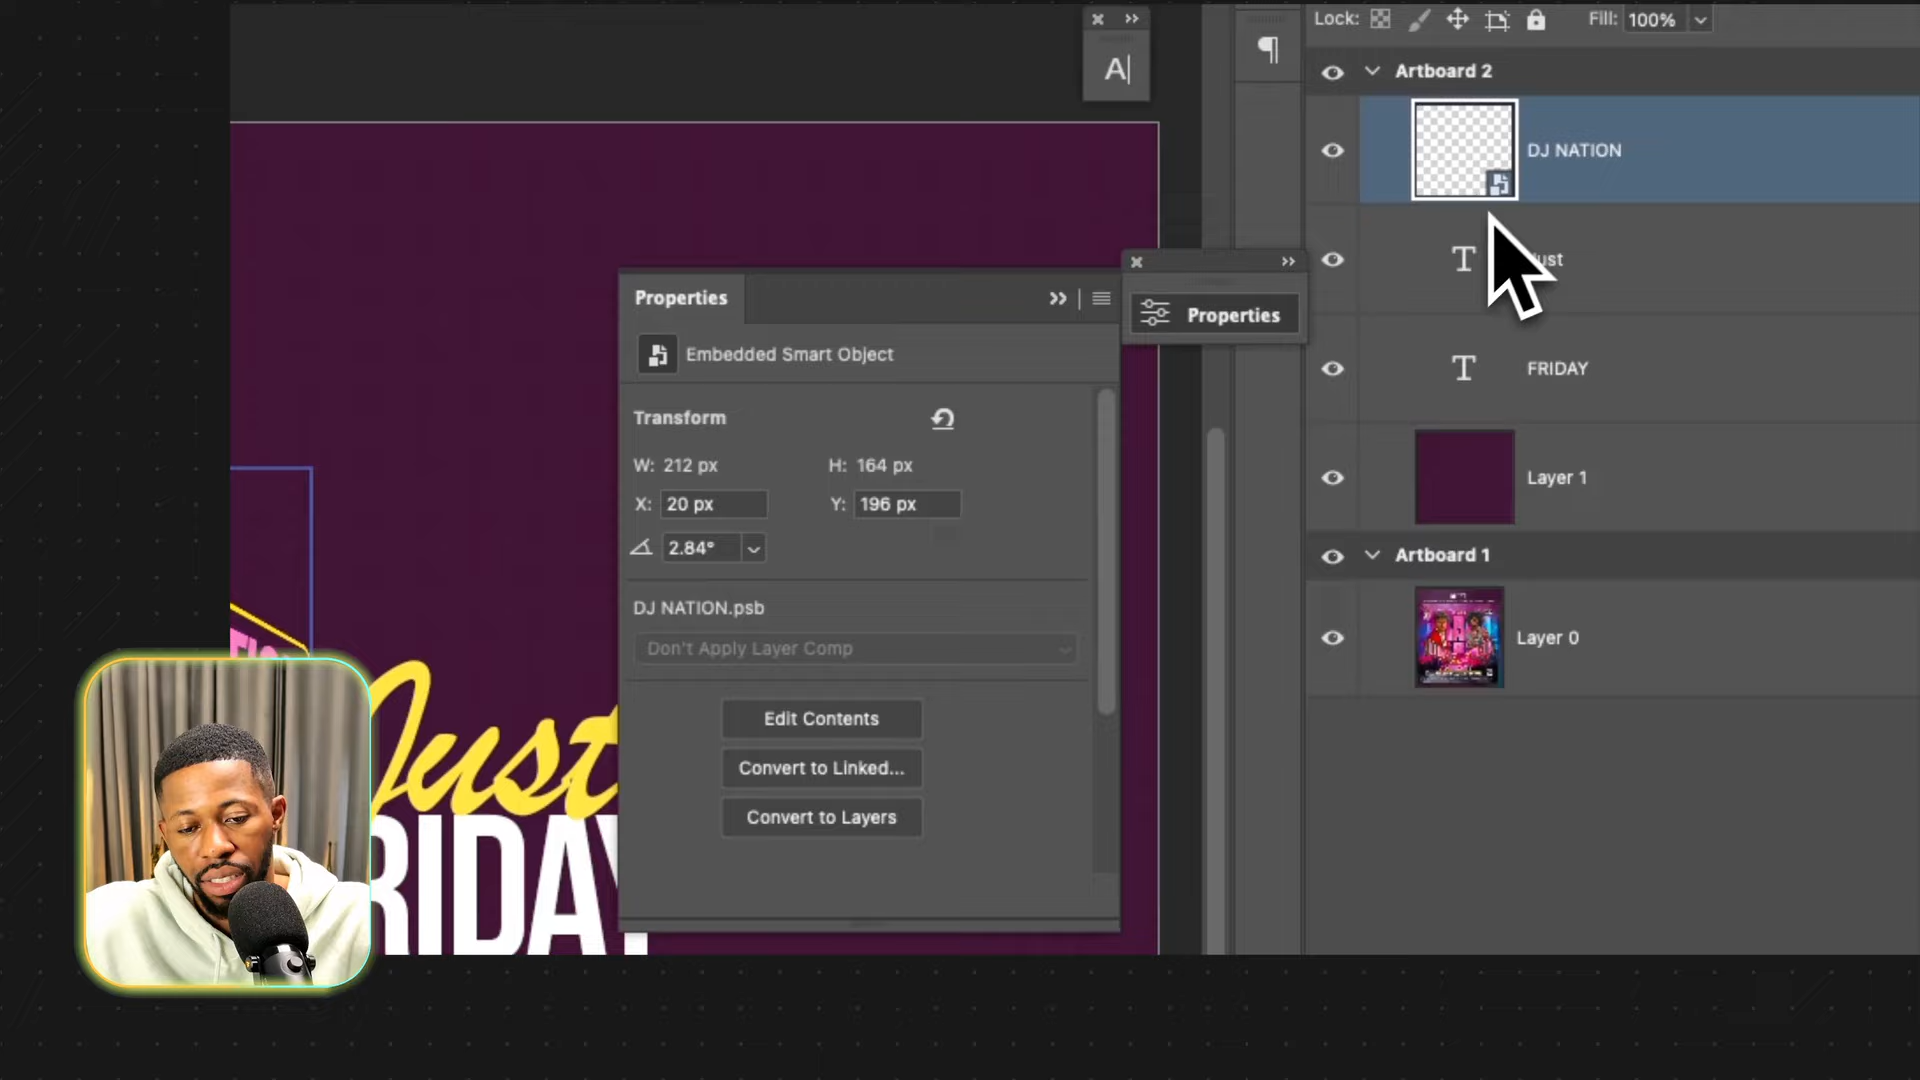 Lock:
Fill: 100%
A
Artboard 2
DJ NATION
T
FRIDAY
T
Layer 1
Artboard 1
Layer 0
Properties
Properties
Embedded Smart Object
Transform
W: 212 px
H: 164 px
X: 20 px
Y: 196 px
2.84°
DJ NATION.psb
Don't Apply Layer Comp
Edit Contents
Convert to Linked...
Convert to Layers
Just
RIDAY